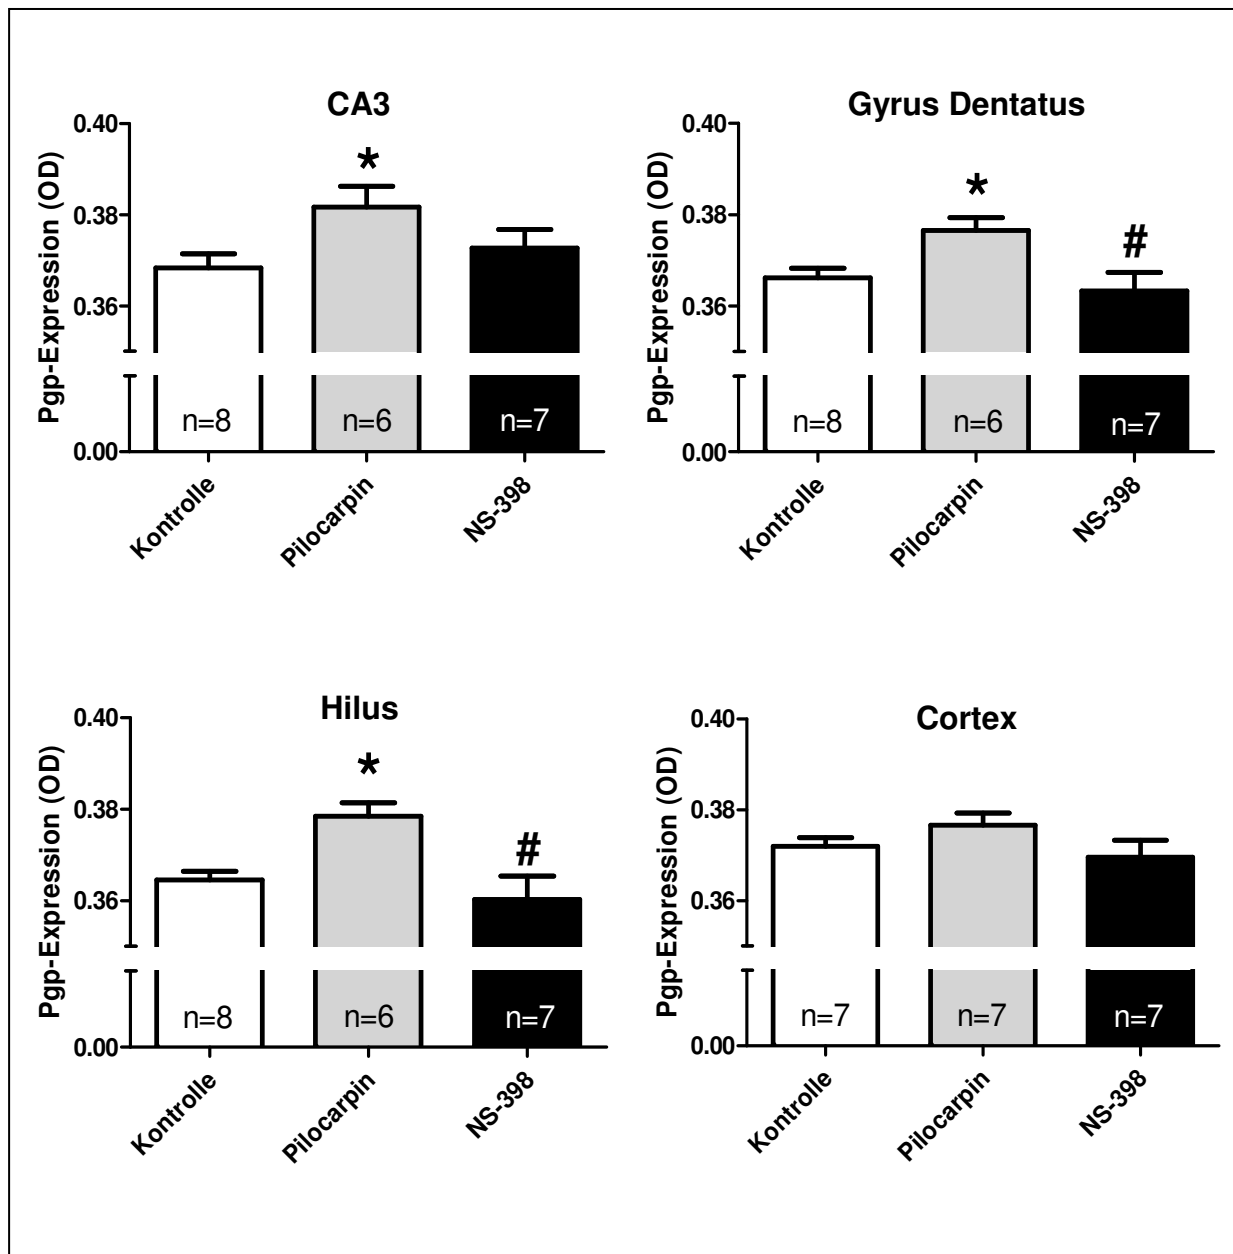 CA3
Pgp-Expression (OD)
0.40
*
0.38
0.36
0.00
n=8
n=6
n=7
Kontrolle
Pilocarpin
NS-398
Gyrus Dentatus
Pgp-Expression (OD)
0.40
*
0.38
#
0.36
0.00
n=8
n=6
n=7
Kontrolle
Pilocarpin
NS-398
Hilus
Pgp-Expression (OD)
0.40
*
0.38
#
0.36
0.00
n=8
n=6
n=7
Kontrolle
Pilocarpin
NS-398
Cortex
Pgp-Expression (OD)
0.40
0.38
0.36
0.00
n=7
n=7
n=7
Kontrolle
Pilocarpin
NS-398